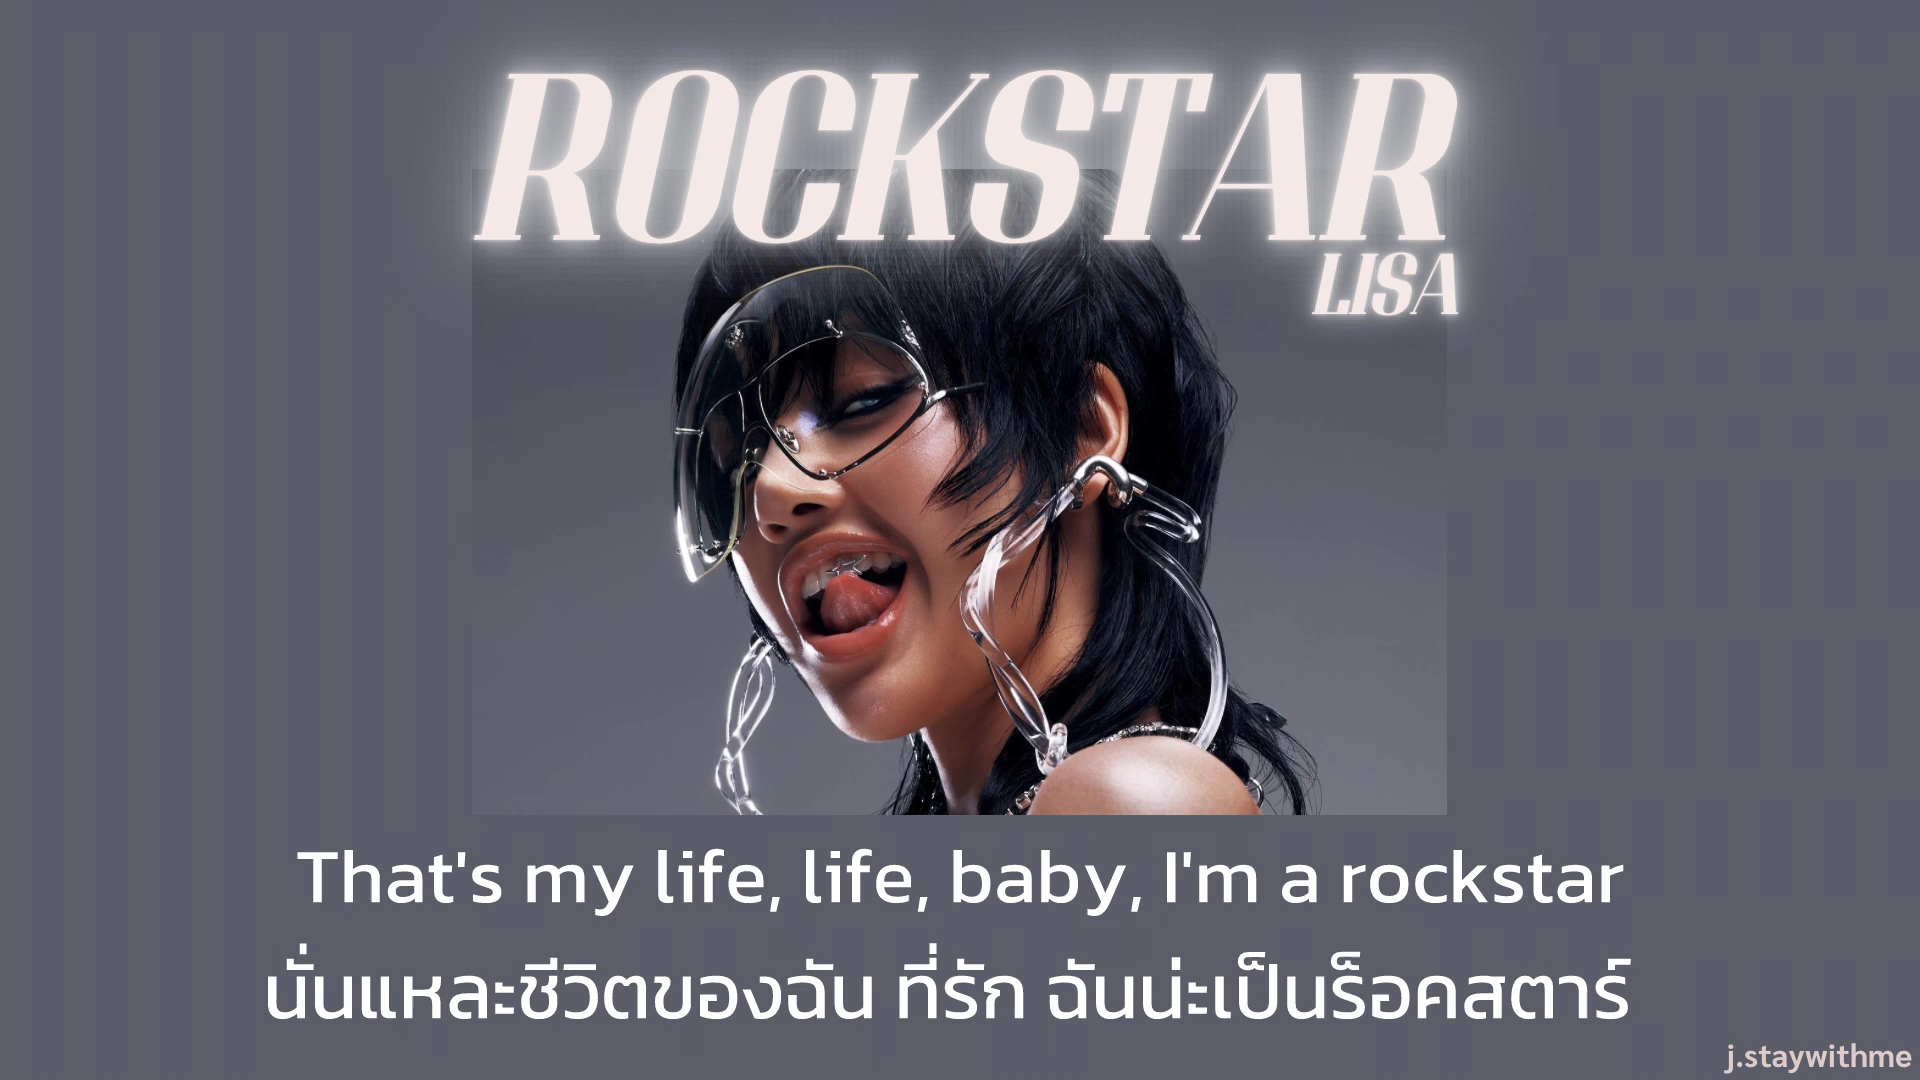 ROCKSTAR
LISA
That's my life, life, baby, I'm a rockstar
นั่นแหละชีวิตของฉัน ที่รัก ฉันน่ะเป็นร็อคสตาร์
j.staywithme